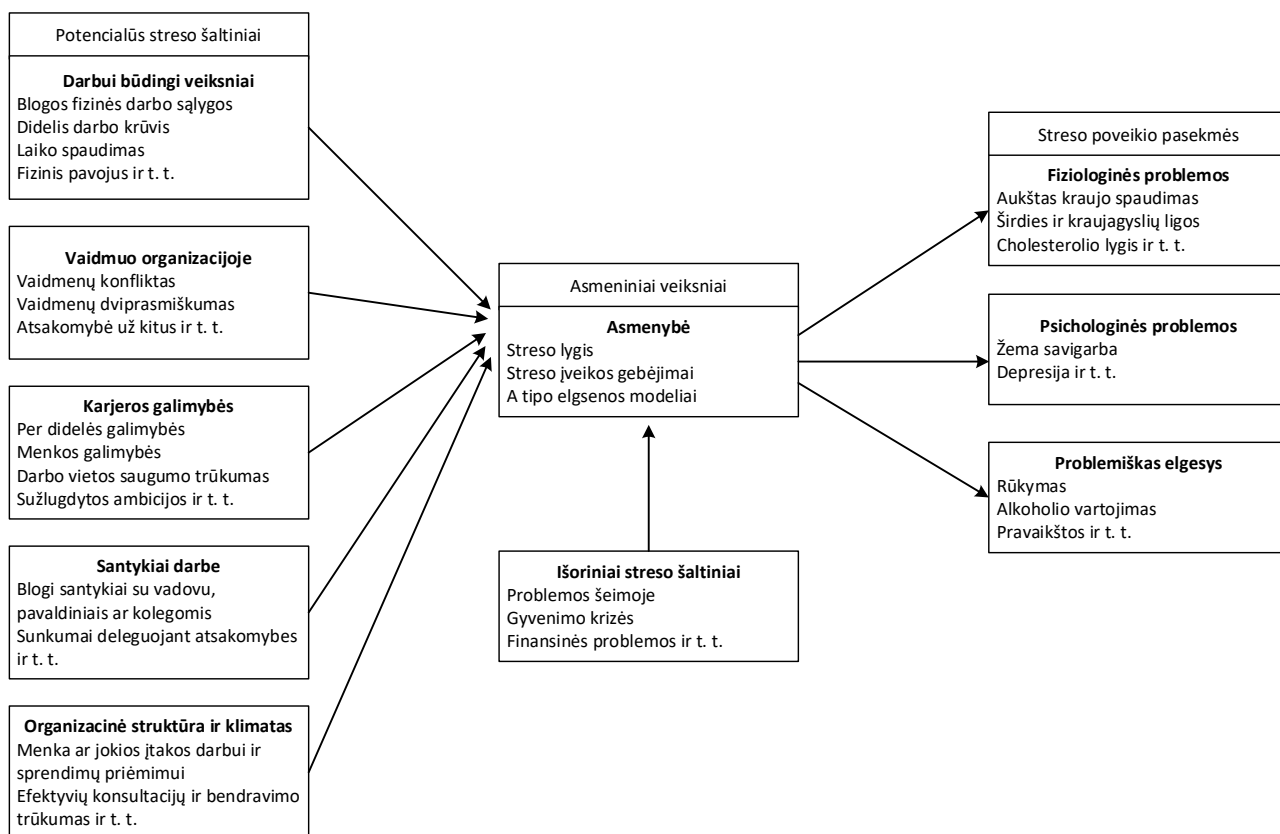 Potencialūs streso šaltiniai
Darbui būdingi veiksniai
Blogos fizinės darbo sąlygos
Didelis darbo krūvis
Laiko spaudimas
Fizinis pavojus ir t. t.
Vaidmuo organizacijoje
Vaidmenų konfliktas
Vaidmenų dviprasmiškumas
Atsakomybė už kitus ir t. t.
Karjeros galimybės
Per didelės galimybės
Menkos galimybės
Darbo vietos saugumo trūkumas
Sužlugdytos ambicijos ir t. t.
Santykiai darbe
Blogi santykiai su vadovu,
pavaldiniais ar kolegomis
Sunkumai deleguojant atsakomybes
ir t. t.
Organizacinė struktūra ir klimatas
Menka ar jokios įtakos darbui ir
sprendimų priėmimui
Efektyvių konsultacijų ir bendravimo
trūkumas ir t. t.
Asmeniniai veiksniai
Asmenybė
Streso lygis
Streso įveikos gebėjimai
A tipo elgsenos modeliai
Išoriniai streso šaltiniai
Problemos šeimoje
Gyvenimo krizės
Finansinės problemos ir t. t.
Streso poveikio pasekmės
Fiziologinės problemos
Aukštas kraujo spaudimas
Širdies ir kraujagyslių ligos
Cholesterolio lygis ir t. t.
Psichologinės problemos
Žema savigarba
Depresija ir t. t.
Problemiškas elgesys
Rūkymas
Alkoholio vartojimas
Pravaikštos ir t. t.